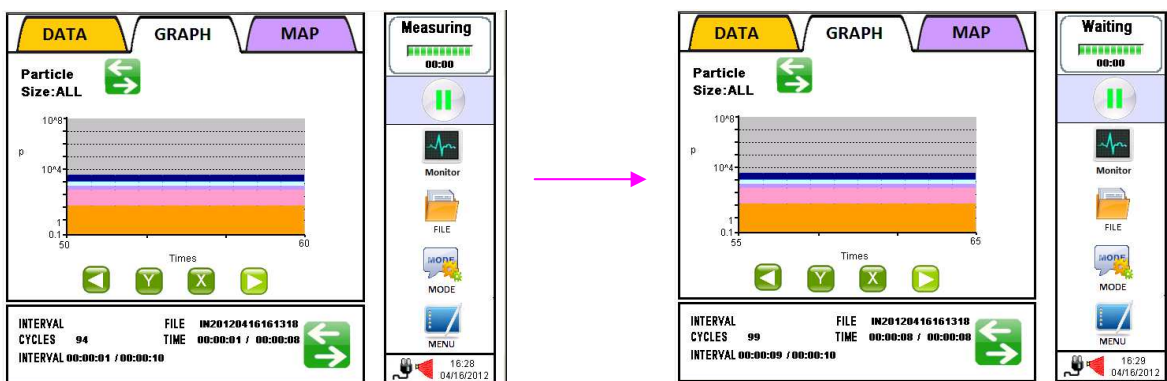 DATA GRAPH MAP
Particle
Size:ALL
10^8
p
10^4
1
0.1
50 60
Times
Y X
INTERVAL FILE IN20120416161318
CYCLES 94 TIME 00:00:01 / 00:00:08
INTERVAL 00:00:01 / 00:00:10
Measuring
00:00
Monitor
FILE
MODE
MODE
MENU
16:28
04/16/2012
DATA GRAPH MAP
Particle
Size:ALL
10^8
p
10^4
1
0.1
55 65
Times
Y X
INTERVAL FILE IN20120416161318
CYCLES 99 TIME 00:00:08 / 00:00:08
INTERVAL 00:00:09 / 00:00:10
Waiting
00:00
Monitor
FILE
MODE
MODE
MENU
16:29
04/16/2012